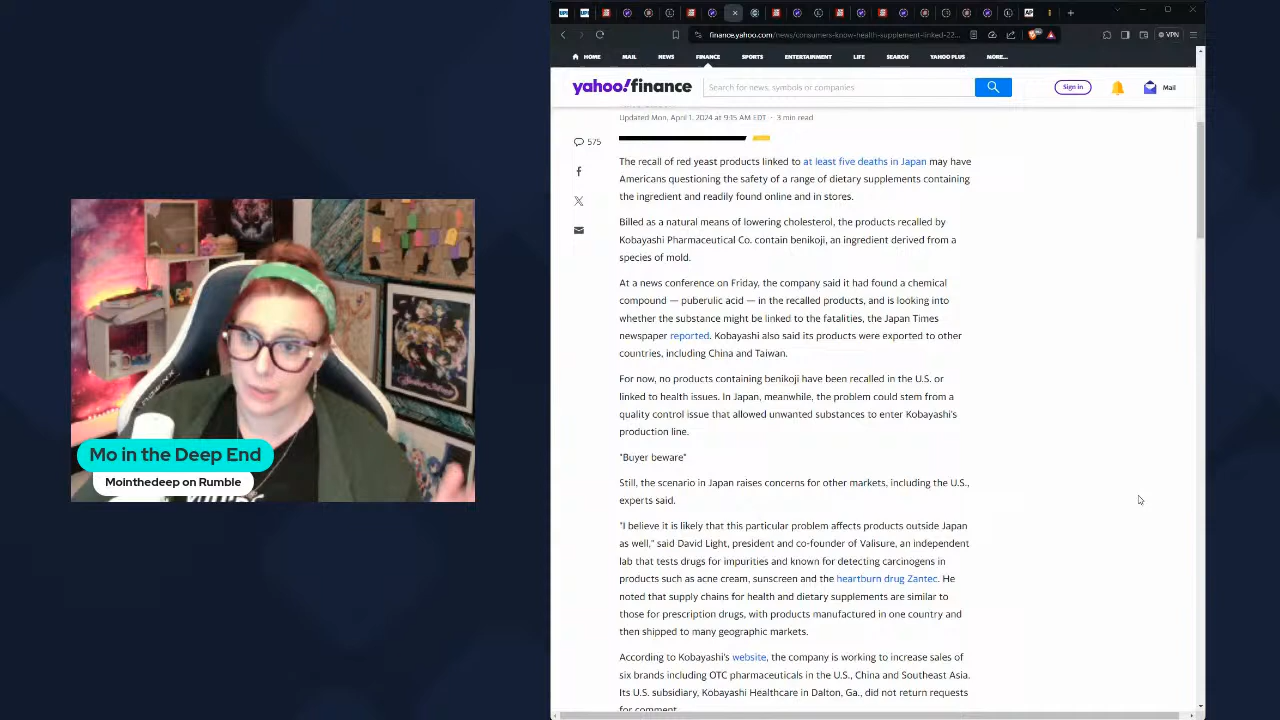 finance.yahoo.com/news/consumers-know-health-supplement-linked-22...
VPN
HOME MAIL NEWS FINANCE SPORTS ENTERTAINMENT LIFE SEARCH YAHOO PLUS MORE...
yahoo!finance
Search for news, symbols or companies
Sign in
Mail
Updated Mon, April 1, 2024 at 9:15 AM EDT · 3 min read
575
The recall of red yeast products linked to at least five deaths in Japan may have
Americans questioning the safety of a range of dietary supplements containing
the ingredient and readily found online and in stores.
Billed as a natural means of lowering cholesterol, the products recalled by
Kobayashi Pharmaceutical Co. contain benikoji, an ingredient derived from a
species of mold.
At a news conference on Friday, the company said it had found a chemical
compound — puberulic acid — in the recalled products, and is looking into
whether the substance might be linked to the fatalities, the Japan Times
newspaper reported. Kobayashi also said its products were exported to other
countries, including China and Taiwan.
For now, no products containing benikoji have been recalled in the U.S. or
linked to health issues. In Japan, meanwhile, the problem could stem from a
quality control issue that allowed unwanted substances to enter Kobayashi's
production line.
"Buyer beware"
Still, the scenario in Japan raises concerns for other markets, including the U.S.,
experts said.
"I believe it is likely that this particular problem affects products outside Japan
as well," said David Light, president and co-founder of Valisure, an independent
lab that tests drugs for impurities and known for detecting carcinogens in
products such as acne cream, sunscreen and the heartburn drug Zantec. He
noted that supply chains for health and dietary supplements are similar to
those for prescription drugs, with products manufactured in one country and
then shipped to many geographic markets.
According to Kobayashi's website, the company is working to increase sales of
six brands including OTC pharmaceuticals in the U.S., China and Southeast Asia.
Its U.S. subsidiary, Kobayashi Healthcare in Dalton, Ga., did not return requests
for comment.
Mo in the Deep End
Mointhedeep on Rumble